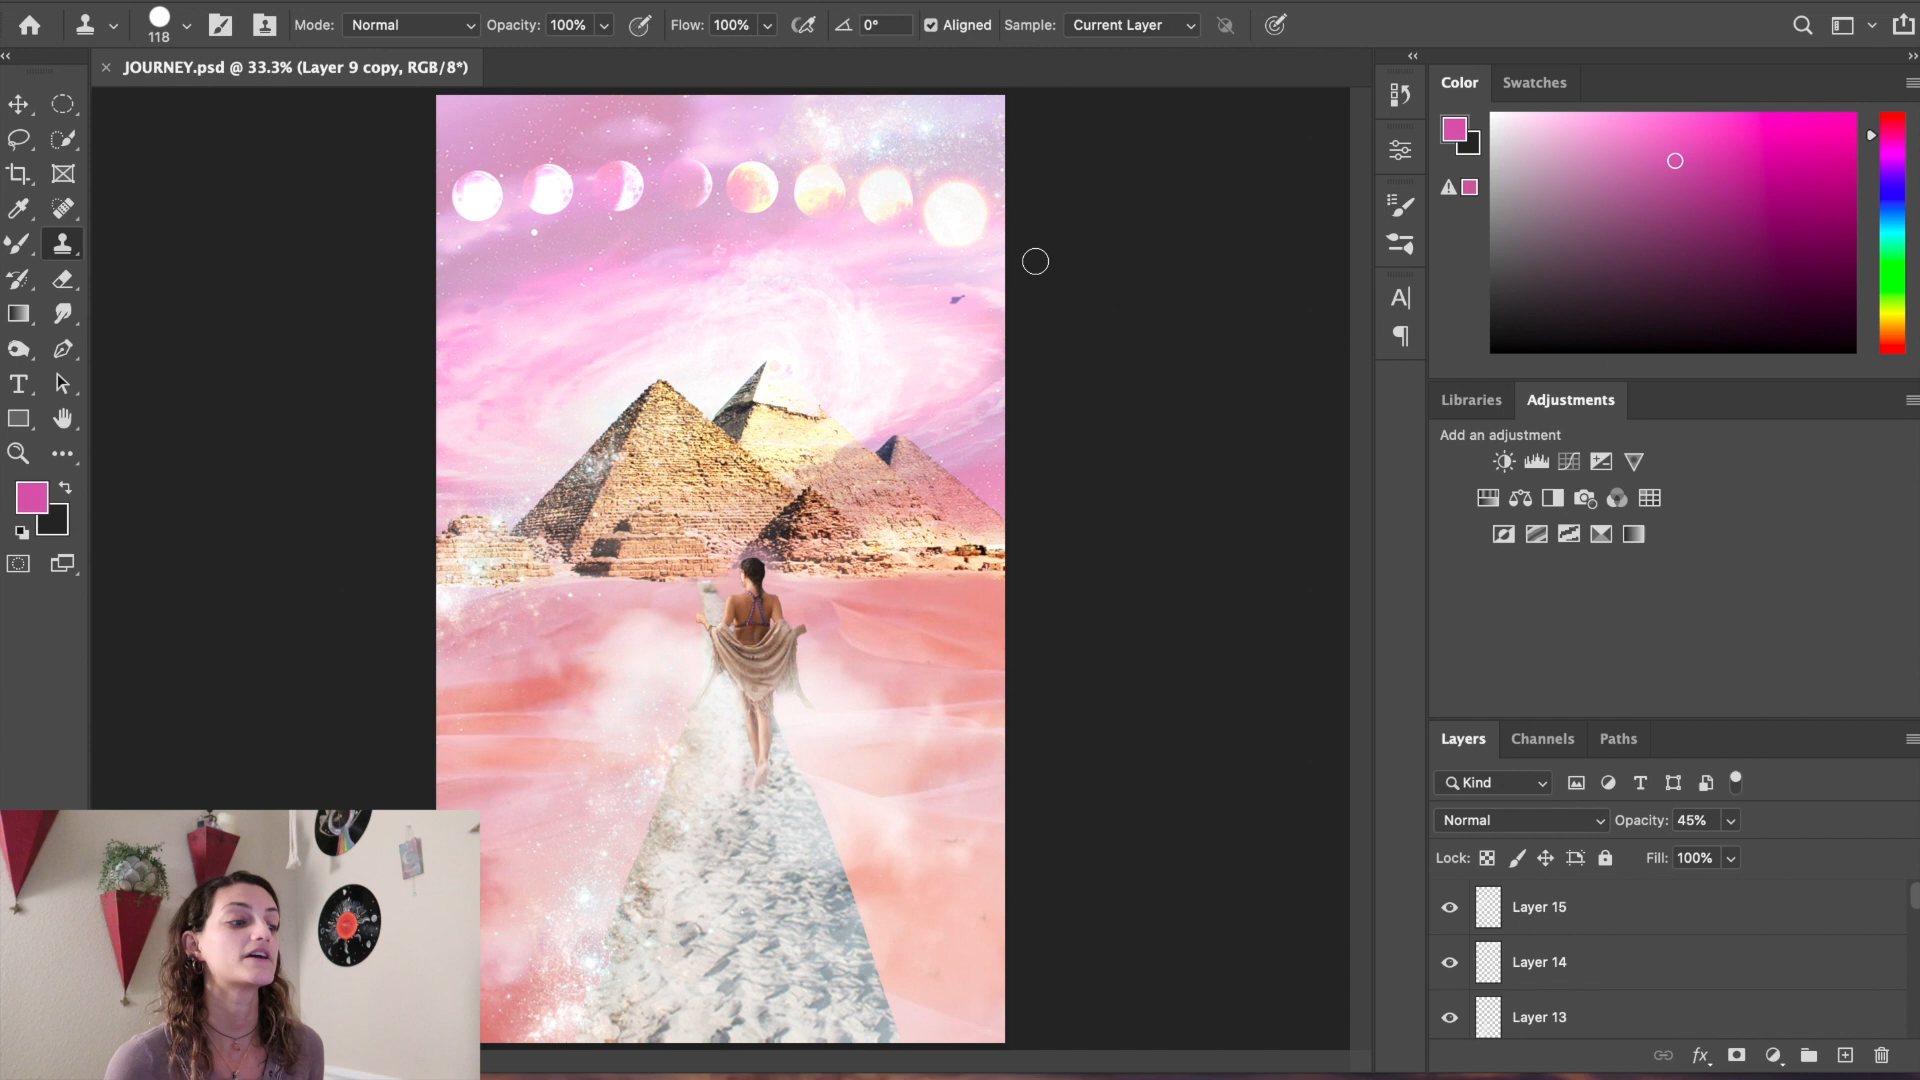 118
Mode: Normal Opacity: 100% Flow: 100% 0° Aligned Sample: Current Layer
JOURNEY.psd @ 33.3% (Layer 9 copy, RGB/8*)
Color Swatches
Libraries Adjustments
Add an adjustment
Layers Channels Paths
Kind
Normal Opacity: 45%
Lock: Fill: 100%
Layer 15
Layer 14
Layer 13